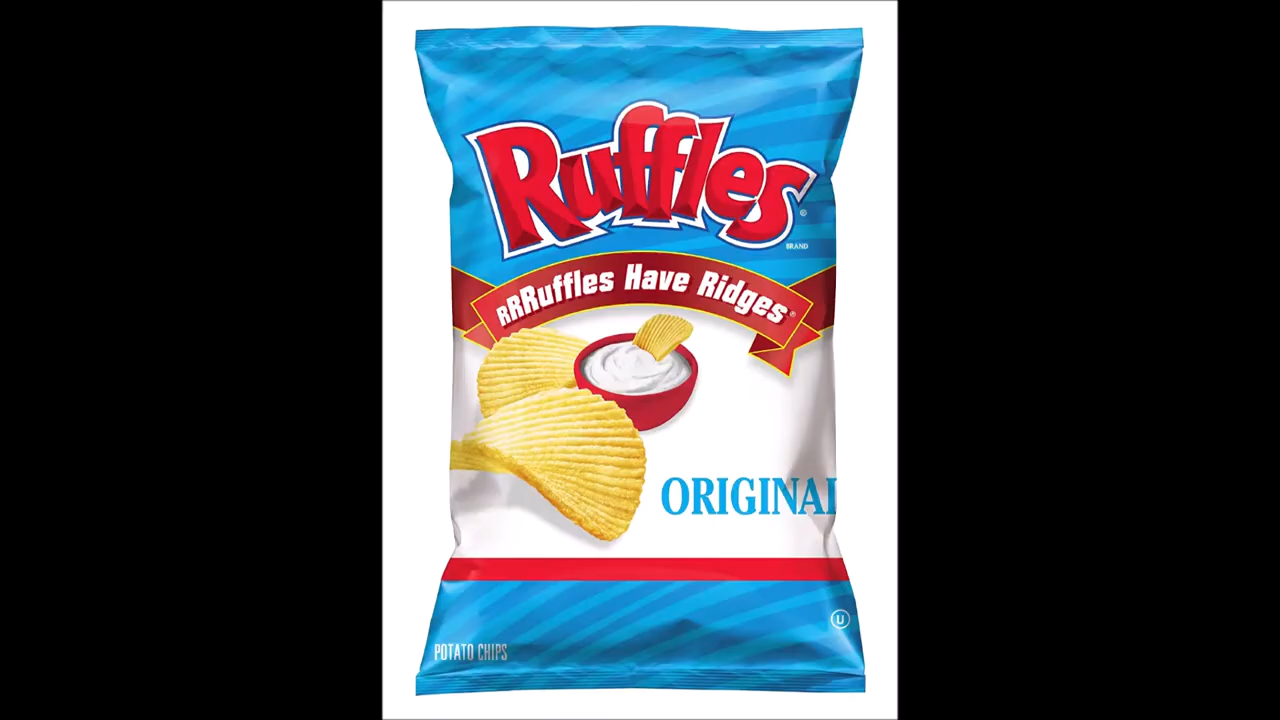 Ruffles®
BRAND
RRRuffles Have Ridges®
ORIGINAL
U
POTATO CHIPS